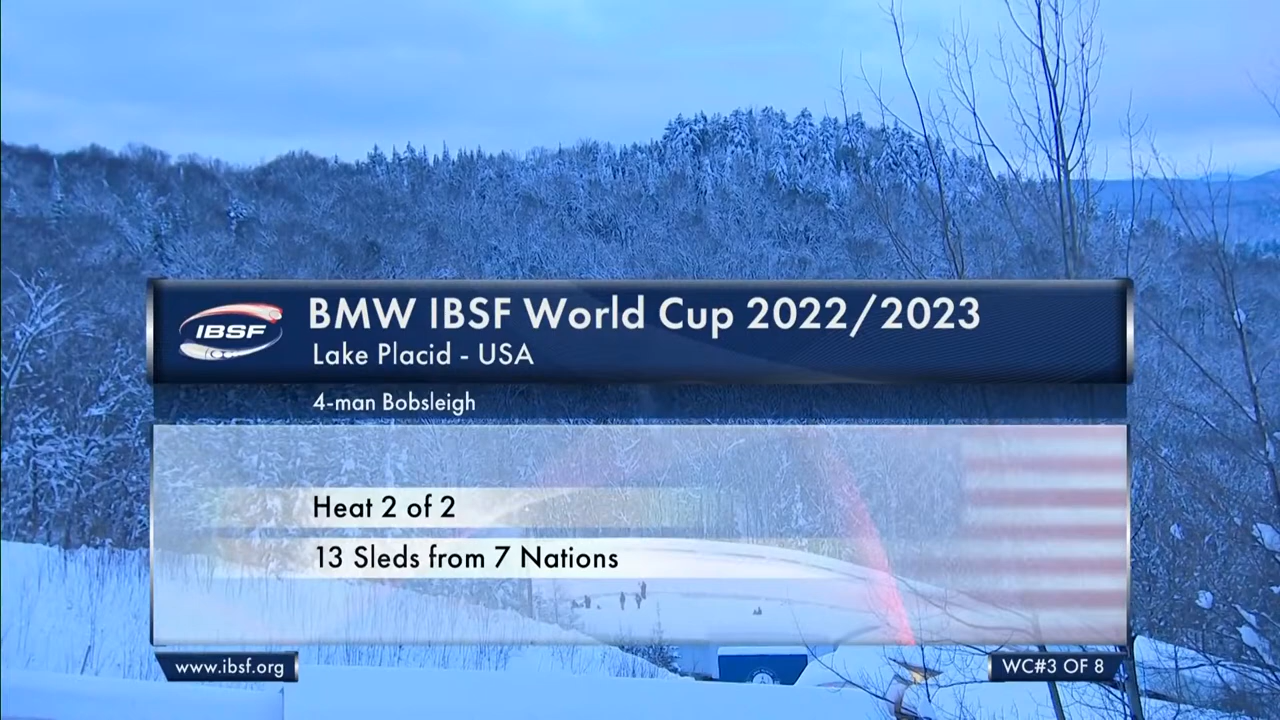 IBSF
BMW IBSF World Cup 2022/2023
Lake Placid - USA
4-man Bobsleigh
Heat 2 of 2
13 Sleds from 7 Nations
www.ibsf.org
WC#3 OF 8